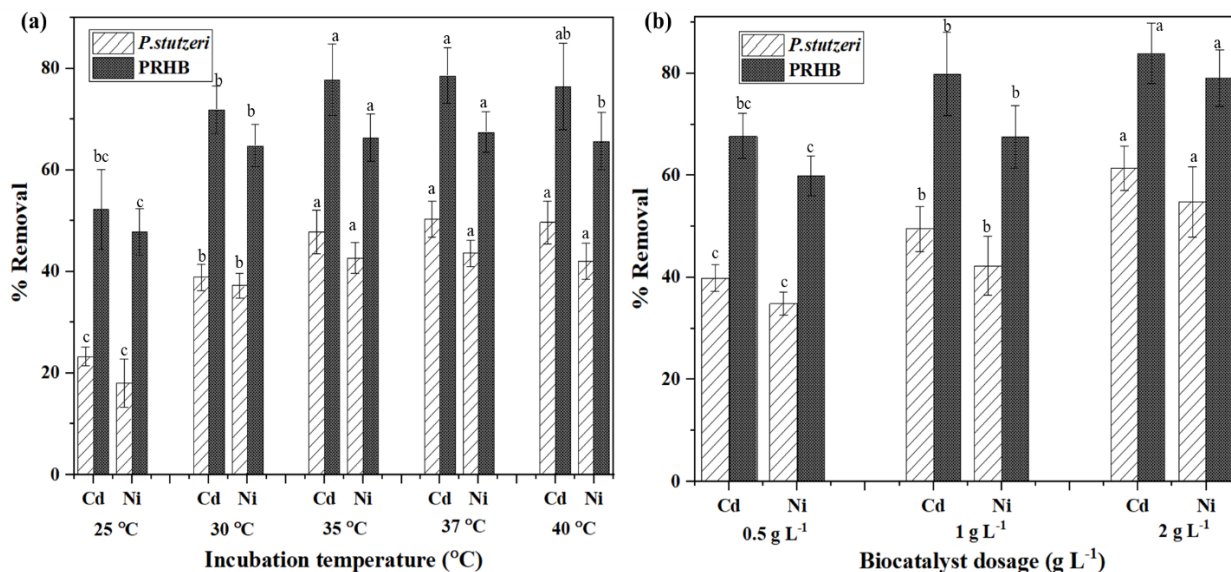 (a)
P.stutzeri
PRHB
% Removal
80
60
40
20
0
c bc c c
b b b b
a a a a
a a a a
a ab a b
Cd Ni Cd Ni Cd Ni Cd Ni Cd Ni
25 °C 30 °C 35 °C 37 °C 40 °C
Incubation temperature (°C)
(b)
P.stutzeri
PRHB
% Removal
80
60
40
20
0
c bc c c
b b b b
a a a a
Cd Ni Cd Ni Cd Ni
0.5 g L⁻¹ 1 g L⁻¹ 2 g L⁻¹
Biocatalyst dosage (g L⁻¹)